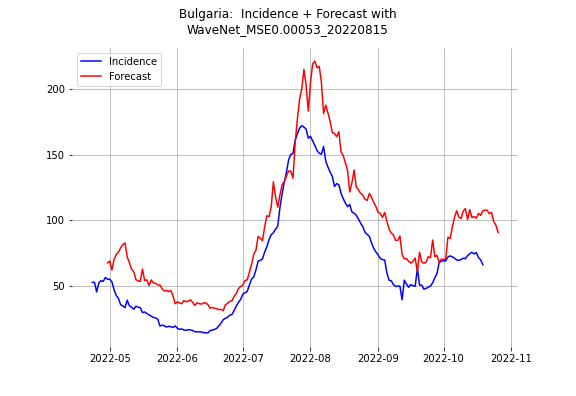 Bulgaria:  Incidence + Forecast with
WaveNet_MSE0.00053_20220815
Incidence
Forecast
200
150
100
50
2022-05 2022-06 2022-07 2022-08 2022-09 2022-10 2022-11